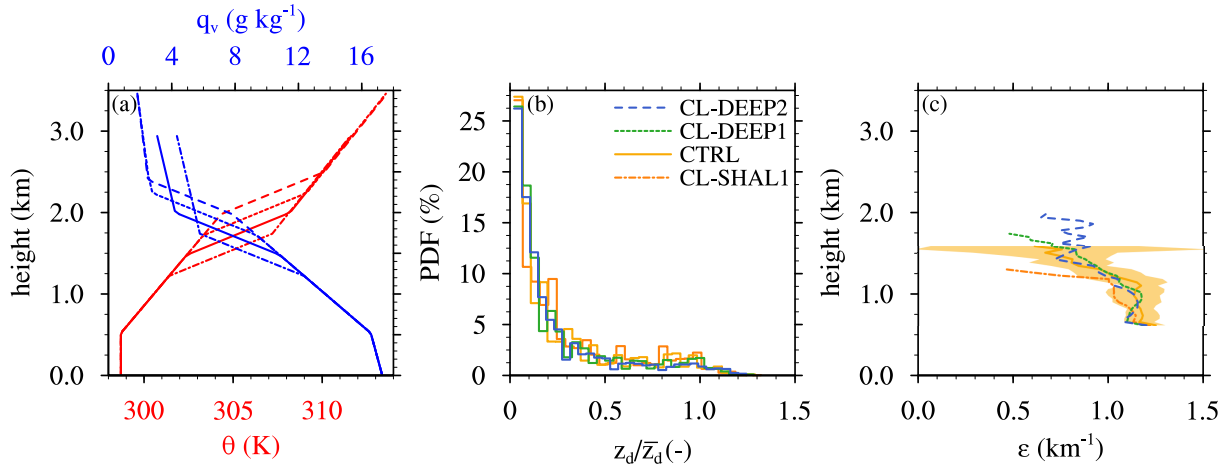 q_v (g kg⁻¹)
0 4 8 12 16
(a)
height (km)
3.0
2.0
1.0
0.0
300 305 310
θ (K)
(b)
CL-DEEP2
CL-DEEP1
CTRL
CL-SHAL1
PDF (%)
25
20
15
10
5
0
0 0.5 1.0 1.5
z_d/z̅_d (-)
(c)
height (km)
3.0
2.0
1.0
0.0
0.0 0.5 1.0 1.5
ε (km⁻¹)